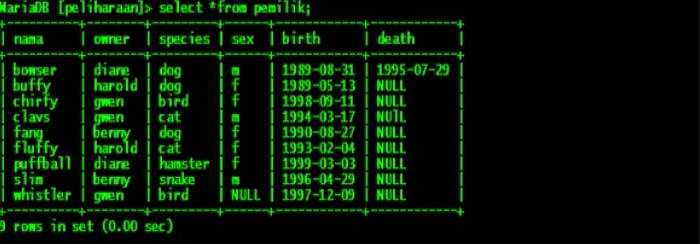 MariaDB [peliharaan]> select *from pemilik;
| nama | owner | species | sex | birth | death |
| bowser | diane | dog | m | 1989-08-31 | 1995-07-29 |
| buffy | harold | dog | f | 1989-05-13 | NULL |
| chirfy | gwen | bird | f | 1998-09-11 | NULL |
| clavs | gwen | cat | m | 1994-03-17 | NUlL |
| fang | benny | dog | f | 1990-08-27 | NULL |
| fluffy | harold | cat | f | 1993-02-04 | NULL |
| puffball | diane | hamster | f | 1999-03-03 | NULL |
| slim | benny | snake | m | 1996-04-29 | NULL |
| whistler | gwen | bird | NULL | 1997-12-09 | NULL |
9 rows in set (0.00 sec)